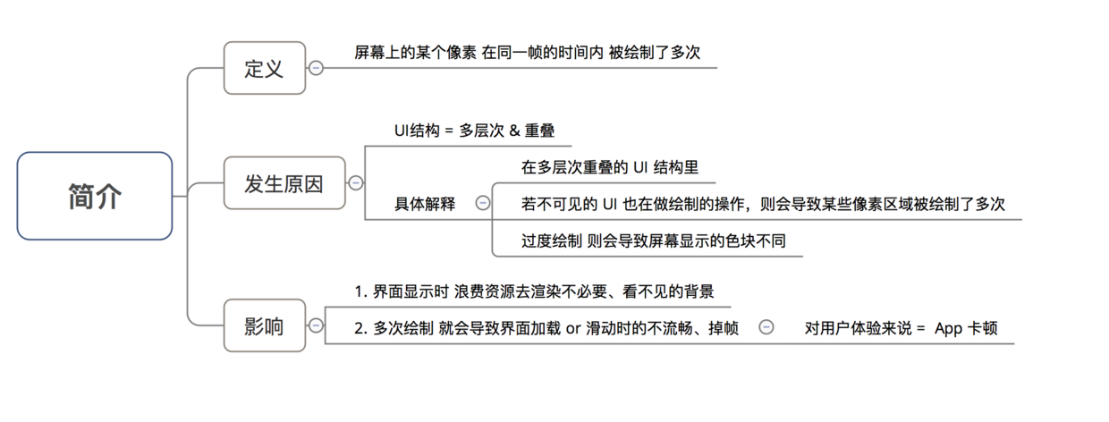 简介
定义
屏幕上的某个像素 在同一帧的时间内 被绘制了多次
发生原因
UI结构 = 多层次 & 重叠
具体解释
在多层次重叠的 UI 结构里
若不可见的 UI 也在做绘制的操作，则会导致某些像素区域被绘制了多次
过度绘制 则会导致屏幕显示的色块不同
影响
1. 界面显示时 浪费资源去渲染不必要、看不见的背景
2. 多次绘制 就会导致界面加载 or 滑动时的不流畅、掉帧
对用户体验来说 = App 卡顿